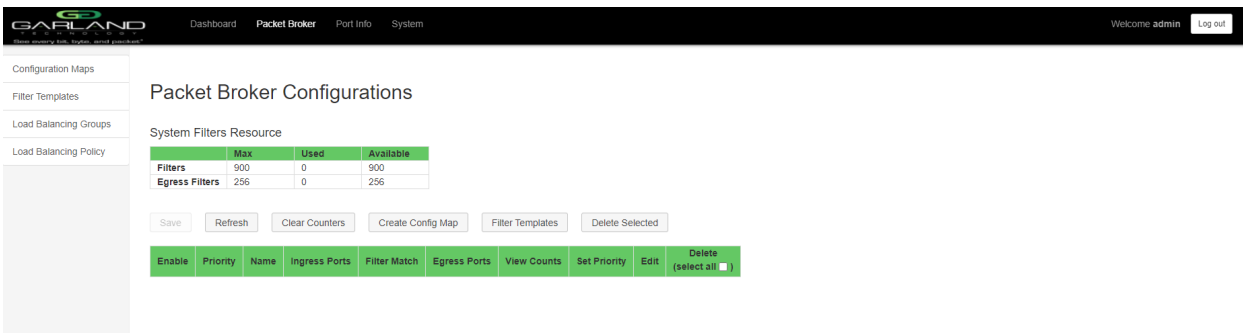 GARLAND
TECHNOLOGY
See every bit, byte, and packet®
Dashboard Packet Broker Port Info System
Welcome admin Log out
Configuration Maps
Filter Templates
Load Balancing Groups
Load Balancing Policy
Packet Broker Configurations
System Filters Resource
Max Used Available
Filters 900 0 900
Egress Filters 256 0 256
Save Refresh Clear Counters Create Config Map Filter Templates Delete Selected
Enable Priority Name Ingress Ports Filter Match Egress Ports View Counts Set Priority Edit Delete
(select all )